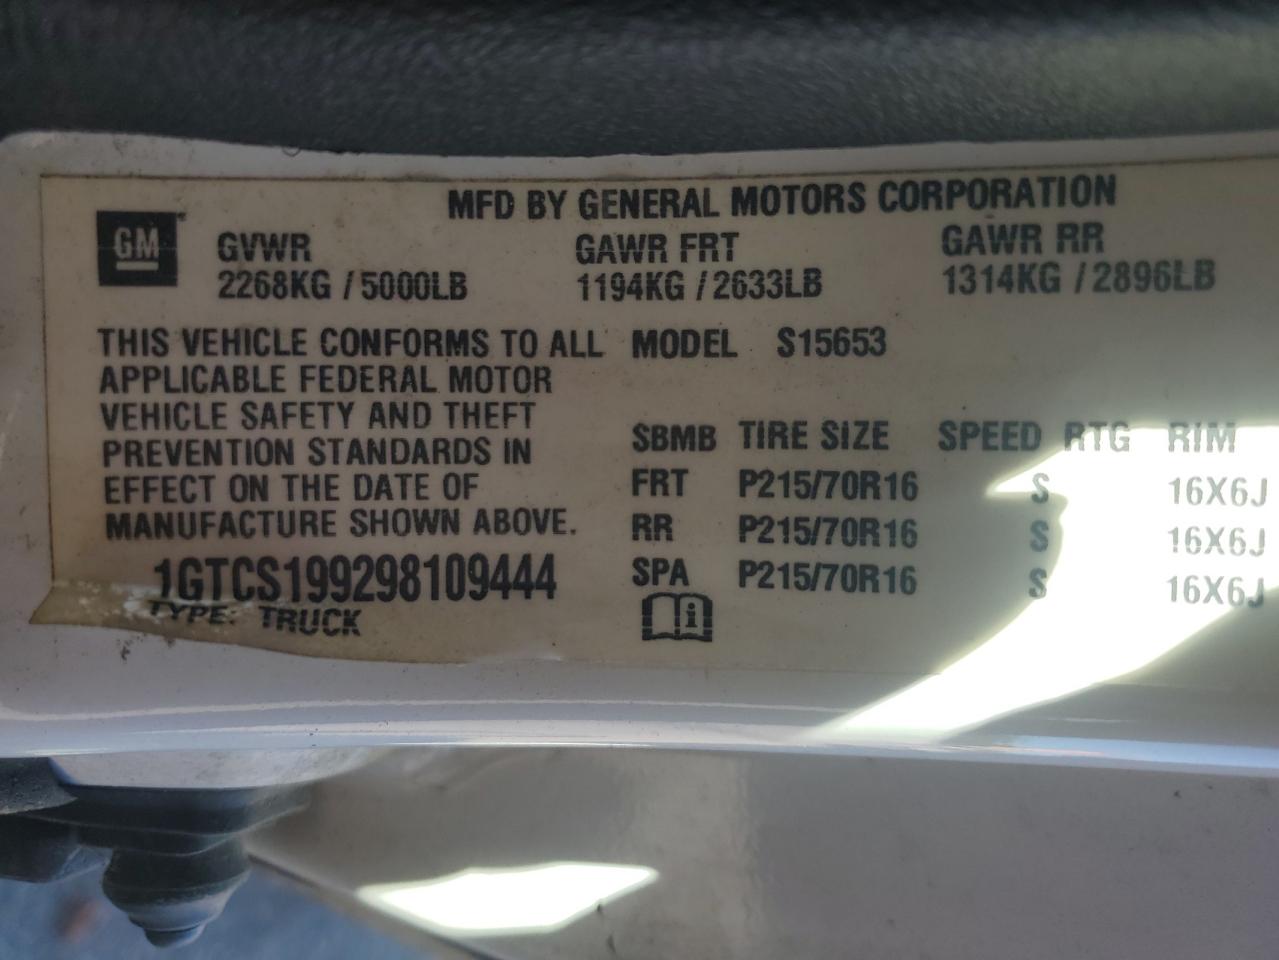 MFD BY GENERAL MOTORS CORPORATION
GM
GVWR GAWR FRT GAWR RR
2268KG / 5000LB 1194KG / 2633LB 1314KG / 2896LB
THIS VEHICLE CONFORMS TO ALL
APPLICABLE FEDERAL MOTOR
VEHICLE SAFETY AND THEFT
PREVENTION STANDARDS IN
EFFECT ON THE DATE OF
MANUFACTURE SHOWN ABOVE.
1GTCS199298109444
TYPE: TRUCK
MODEL S15653
SBMB TIRE SIZE SPEED RTG RIM
FRT P215/70R16 S 16X6J
RR P215/70R16 S 16X6J
SPA P215/70R16 S 16X6J
i